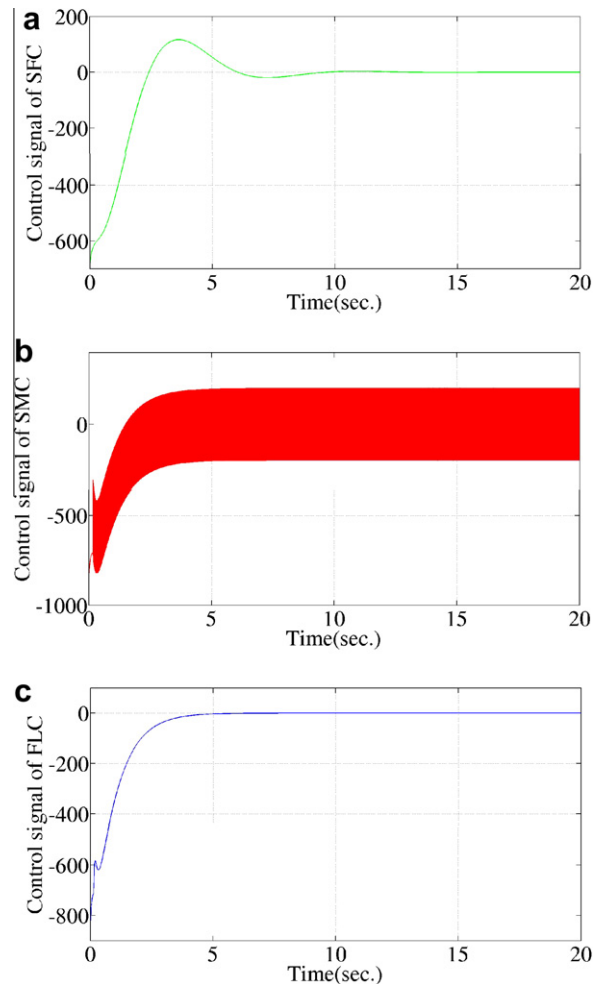 a
Control signal of SFC
200
0
-200
-400
-600
0 5 10 15 20
Time(sec.)
b
Control signal of SMC
0
-500
-1000
0 5 10 15 20
Time(sec.)
c
Control signal of FLC
0
-200
-400
-600
-800
0 5 10 15 20
Time(sec.)